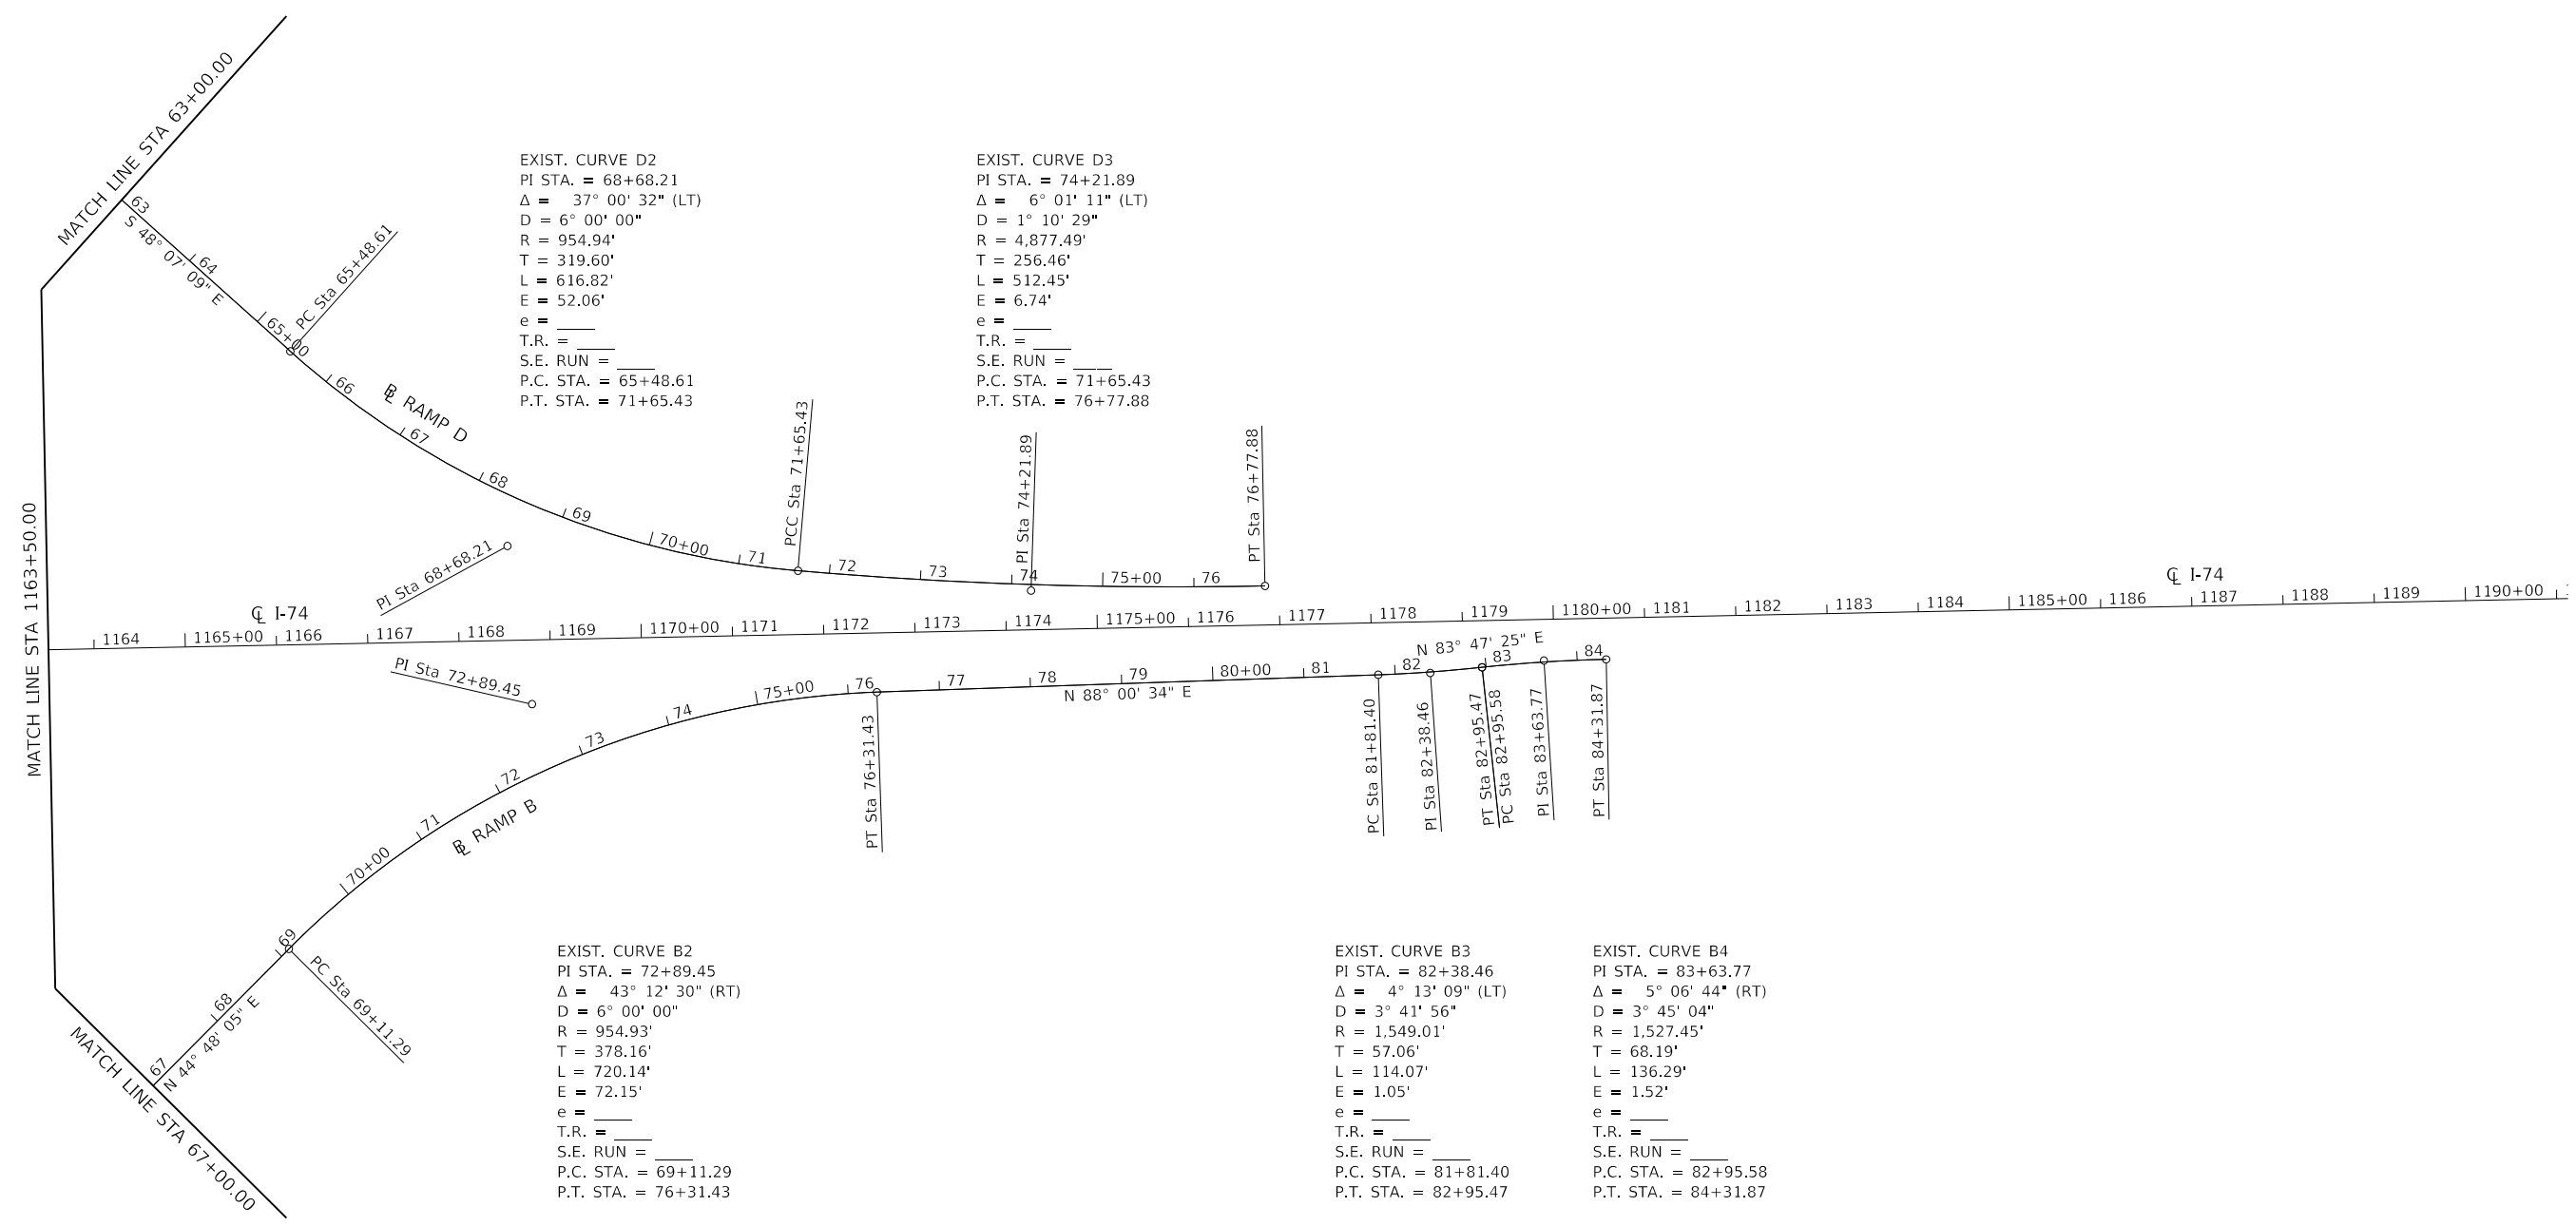 MATCH LINE STA 63+00.00
63
S 48° 07' 09" E
64
65+00
PC Sta 65+48.61
66
℄ RAMP D
67
68
69
70+00
71
PI Sta 68+68.21
PCC Sta 71+65.43
72
73
PI Sta 74+21.89
74
75+00
76
PT Sta 76+77.88
EXIST. CURVE D2
PI STA. = 68+68.21
Δ = 37° 00' 32" (LT)
D = 6° 00' 00"
R = 954.94'
T = 319.60'
L = 616.82'
E = 52.06'
e = ____
T.R. = ____
S.E. RUN = ____
P.C. STA. = 65+48.61
P.T. STA. = 71+65.43
EXIST. CURVE D3
PI STA. = 74+21.89
Δ = 6° 01' 11" (LT)
D = 1° 10' 29"
R = 4,877.49'
T = 256.46'
L = 512.45'
E = 6.74'
e = ____
T.R. = ____
S.E. RUN = ____
P.C. STA. = 71+65.43
P.T. STA. = 76+77.88
MATCH LINE STA 1163+50.00
℄ I-74
℄ I-74
1164 1165+00 1166 1167 1168 1169 1170+00 1171 1172 1173 1174 1175+00 1176 1177 1178 1179 1180+00 1181 1182 1183 1184 1185+00 1186 1187 1188 1189 1190+00
PI Sta 72+89.45
MATCH LINE STA 67+00.00
67
N 44° 48' 05" E
68
69
PC Sta 69+11.29
70+00
71
BL RAMP B
72
73
74
75+00
76
PT Sta 76+31.43
77
78
79
N 88° 00' 34" E
80+00
81
PC Sta 81+81.40
82
PI Sta 82+38.46
N 83° 47' 25" E
83
PT Sta 82+95.47
PC Sta 82+95.58
PI Sta 83+63.77
84
PT Sta 84+31.87
EXIST. CURVE B2
PI STA. = 72+89.45
Δ = 43° 12' 30" (RT)
D = 6° 00' 00"
R = 954.93'
T = 378.16'
L = 720.14'
E = 72.15'
e = ____
T.R. = ____
S.E. RUN = ____
P.C. STA. = 69+11.29
P.T. STA. = 76+31.43
EXIST. CURVE B3
PI STA. = 82+38.46
Δ = 4° 13' 09" (LT)
D = 3° 41' 56"
R = 1,549.01'
T = 57.06'
L = 114.07'
E = 1.05'
e = ____
T.R. = ____
S.E. RUN = ____
P.C. STA. = 81+81.40
P.T. STA. = 82+95.47
EXIST. CURVE B4
PI STA. = 83+63.77
Δ = 5° 06' 44" (RT)
D = 3° 45' 04"
R = 1,527.45'
T = 68.19'
L = 136.29'
E = 1.52'
e = ____
T.R. = ____
S.E. RUN = ____
P.C. STA. = 82+95.58
P.T. STA. = 84+31.87